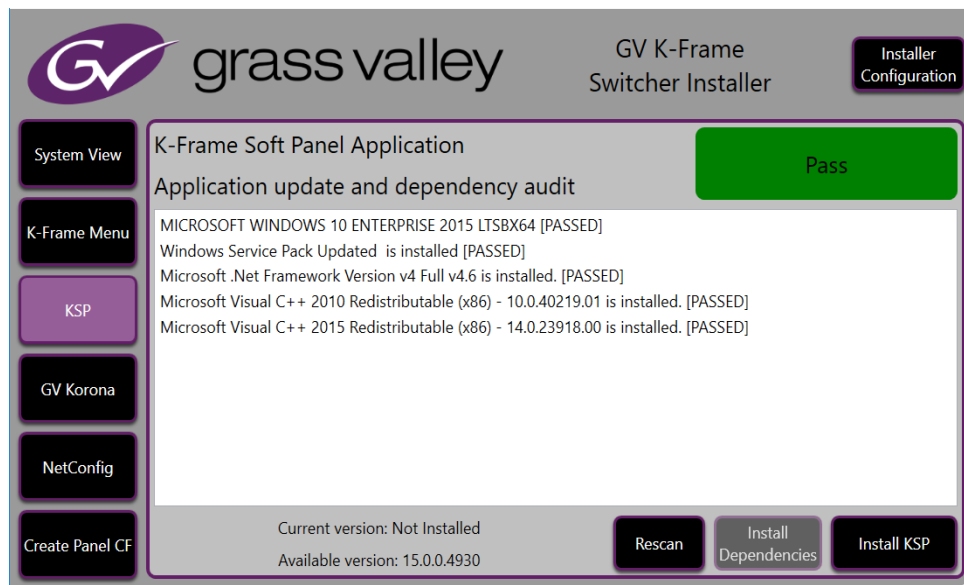 GV grass valley
GV K-Frame
Switcher Installer
Installer
Configuration
System View
K-Frame Menu
KSP
GV Korona
NetConfig
Create Panel CF
K-Frame Soft Panel Application
Application update and dependency audit
Pass
MICROSOFT WINDOWS 10 ENTERPRISE 2015 LTSBX64 [PASSED]
Windows Service Pack Updated  is installed [PASSED]
Microsoft .Net Framework Version v4 Full v4.6 is installed. [PASSED]
Microsoft Visual C++ 2010 Redistributable (x86) - 10.0.40219.01 is installed. [PASSED]
Microsoft Visual C++ 2015 Redistributable (x86) - 14.0.23918.00 is installed. [PASSED]
Current version: Not Installed
Available version: 15.0.0.4930
Rescan
Install
Dependencies
Install KSP